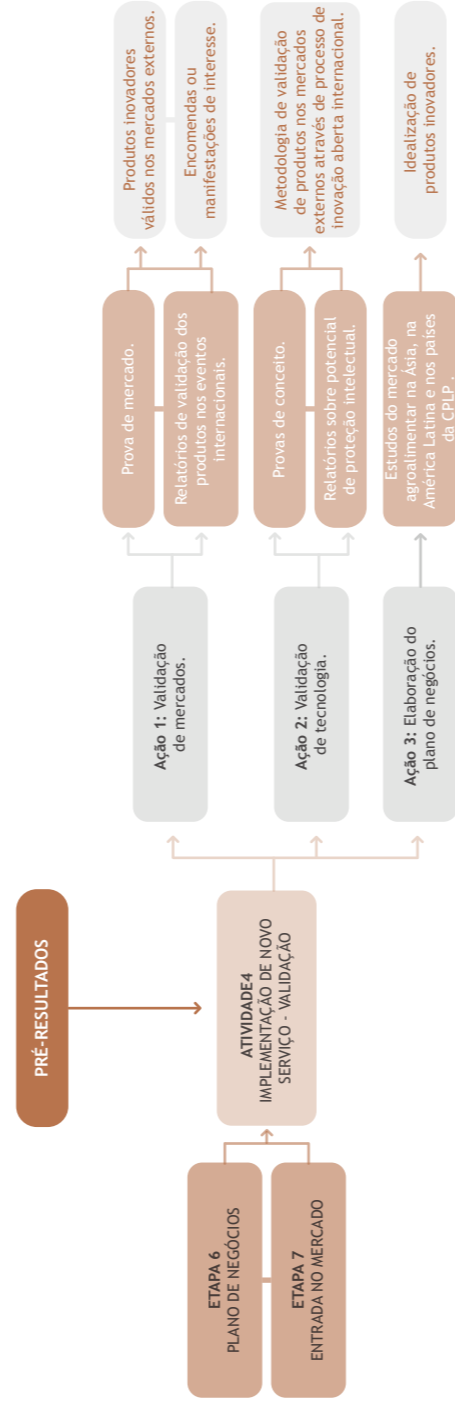 PRÉ-RESULTADOS
ETAPA 6
PLANO DE NEGÓCIOS
ETAPA 7
ENTRADA NO MERCADO
ATIVIDADE4
IMPLEMENTAÇÃO DE NOVO
SERVIÇO - VALIDAÇÃO
Ação 1: Validação
de mercados.
Prova de mercado.
Relatórios de validação dos
produtos nos eventos
internacionais.
Produtos inovadores
válidos nos mercados externos.
Encomendas ou
manifestações de interesse.
Ação 2: Validação
de tecnologia.
Provas de conceito.
Relatórios sobre potencial
de proteção intelectual.
Metodologia de validação
de produtos nos mercados
externos através de processo de
inovação aberta internacional.
Ação 3: Elaboração do
plano de negócios.
Estudos do mercado
agroalimentar na Ásia, na
América Latina e nos países
da CPLP .
Idealização de
produtos inovadores.